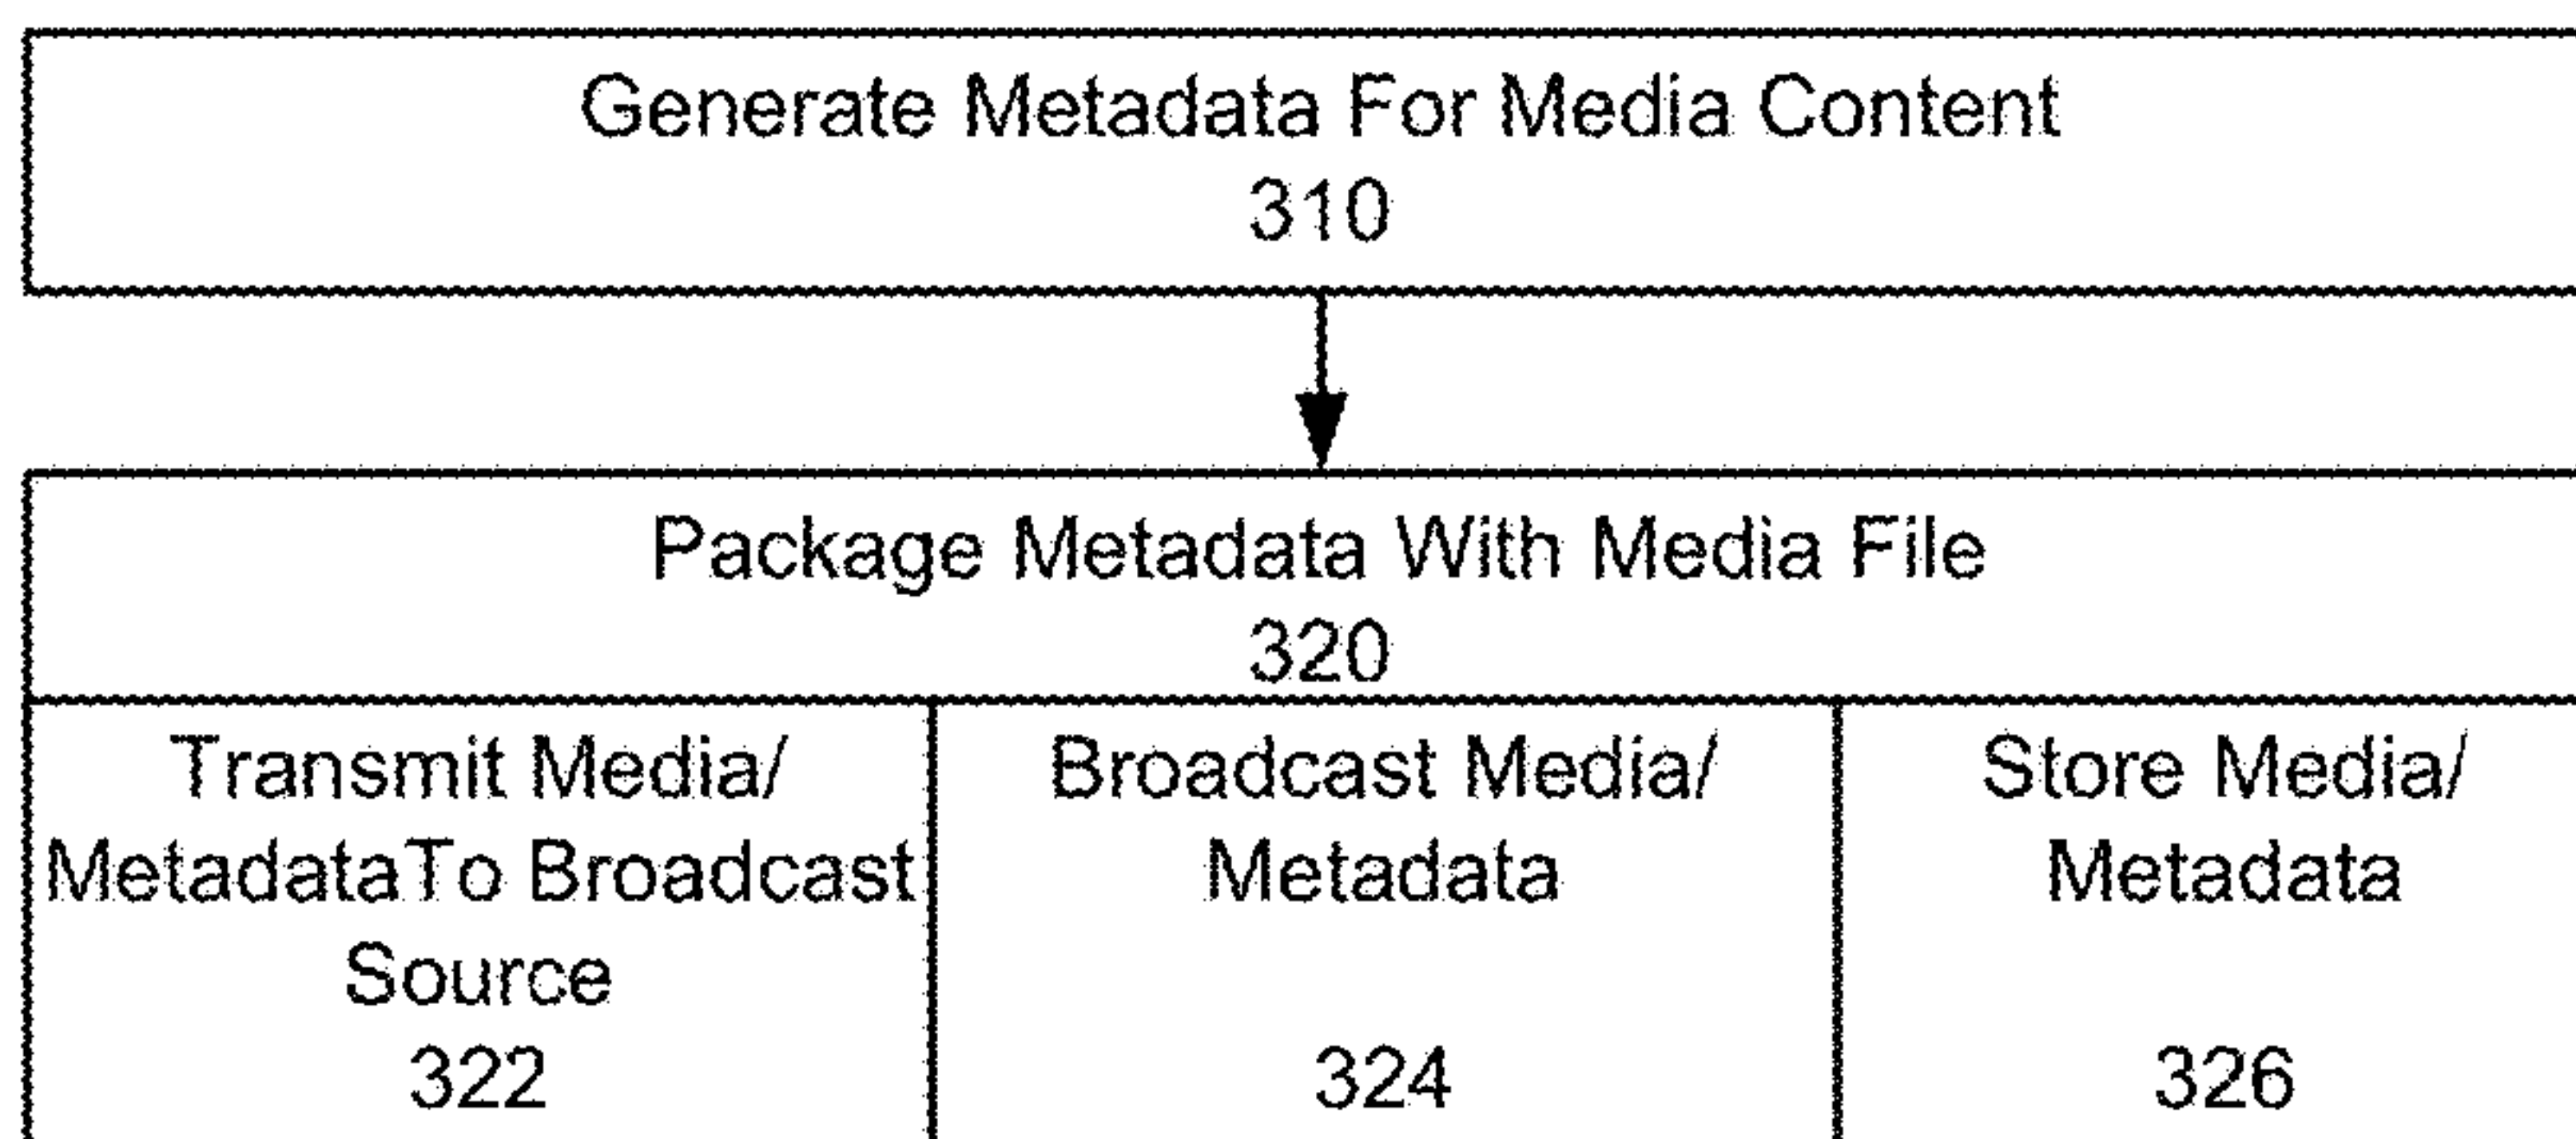 Generate Metadata For Media Content
310
Package Metadata With Media File
320
Transmit Media/
MetadataTo Broadcast
Source
322
Broadcast Media/
Metadata
324
Store Media/
Metadata
326